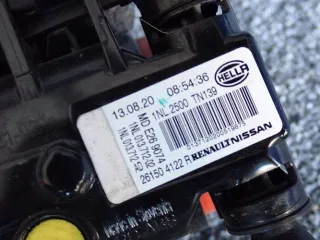 HELLA
13.08.20 08:54:36
1NL 2500 TN139
MD E26 9074
1NL 013.712.02
1NL 013.712.A2
26150 4122 R RENAULT NISSAN